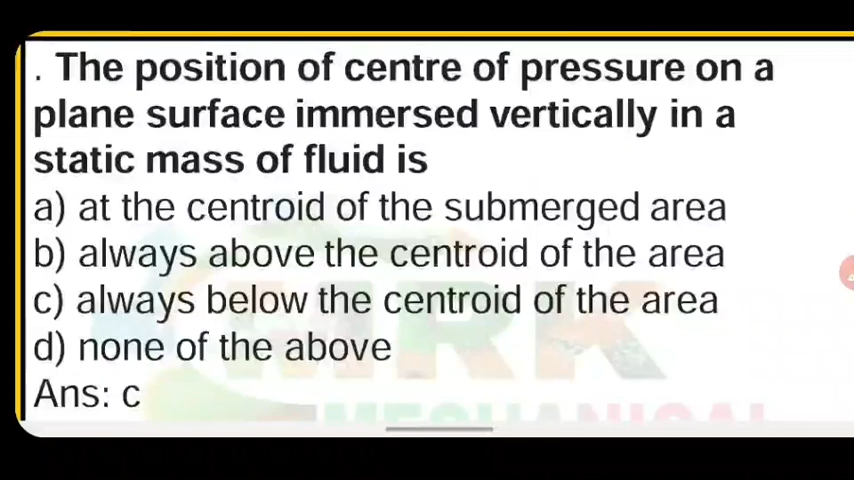 . The position of centre of pressure on a
plane surface immersed vertically in a
static mass of fluid is
a) at the centroid of the submerged area
b) always above the centroid of the area
c) always below the centroid of the area
d) none of the above
Ans: c
MRK
MECHANICAL